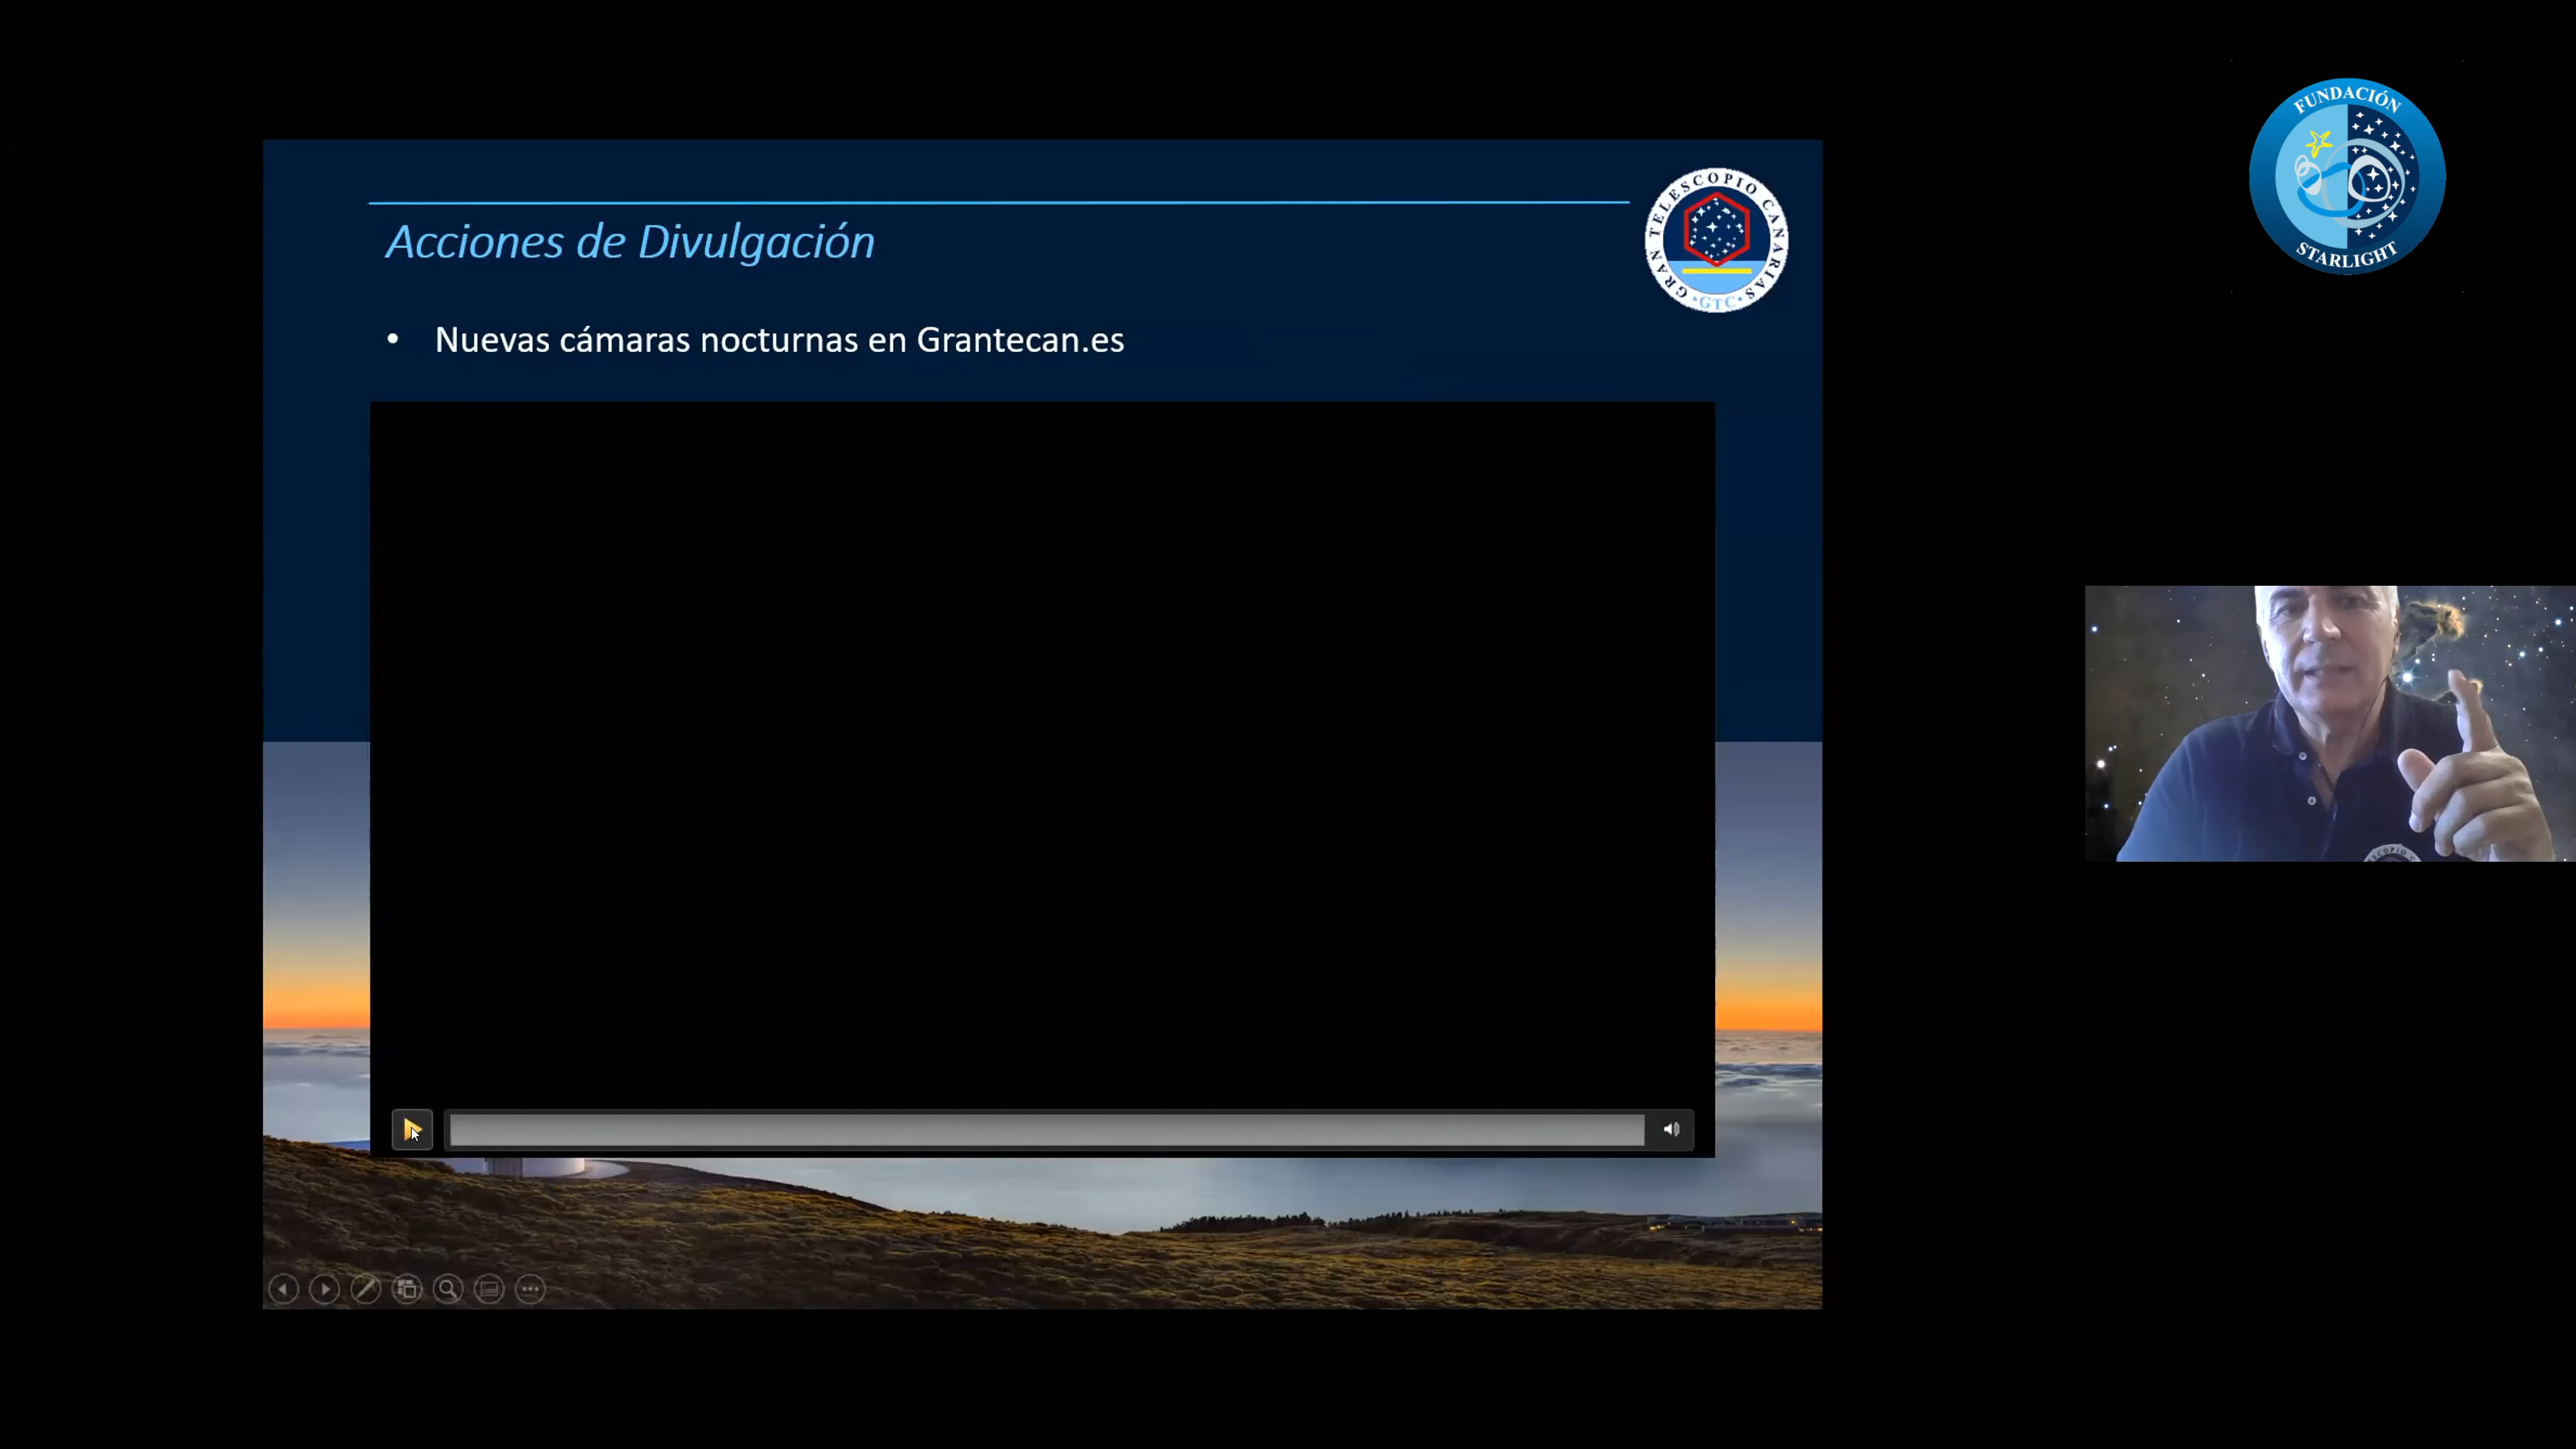 Acciones de Divulgación
GRAN TELESCOPIO CANARIAS
•GTC•
• Nuevas cámaras nocturnas en Grantecan.es
FUNDACIÓN
STARLIGHT